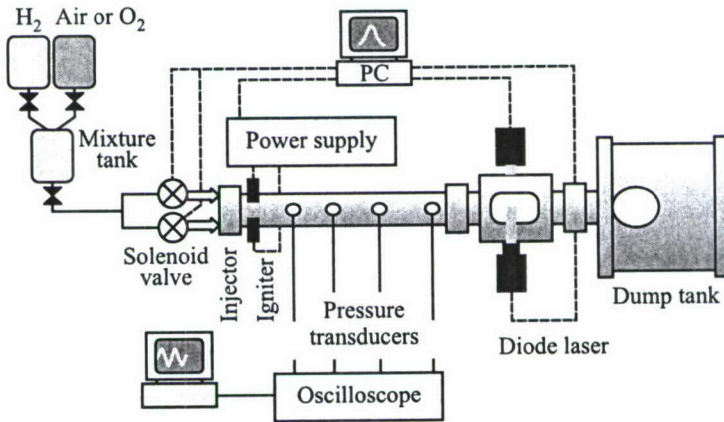 H2 Air or O2
PC
Mixture
tank
Power supply
Solenoid
valve
Injector
Igniter
Pressure
transducers
Diode laser
Dump tank
Oscilloscope